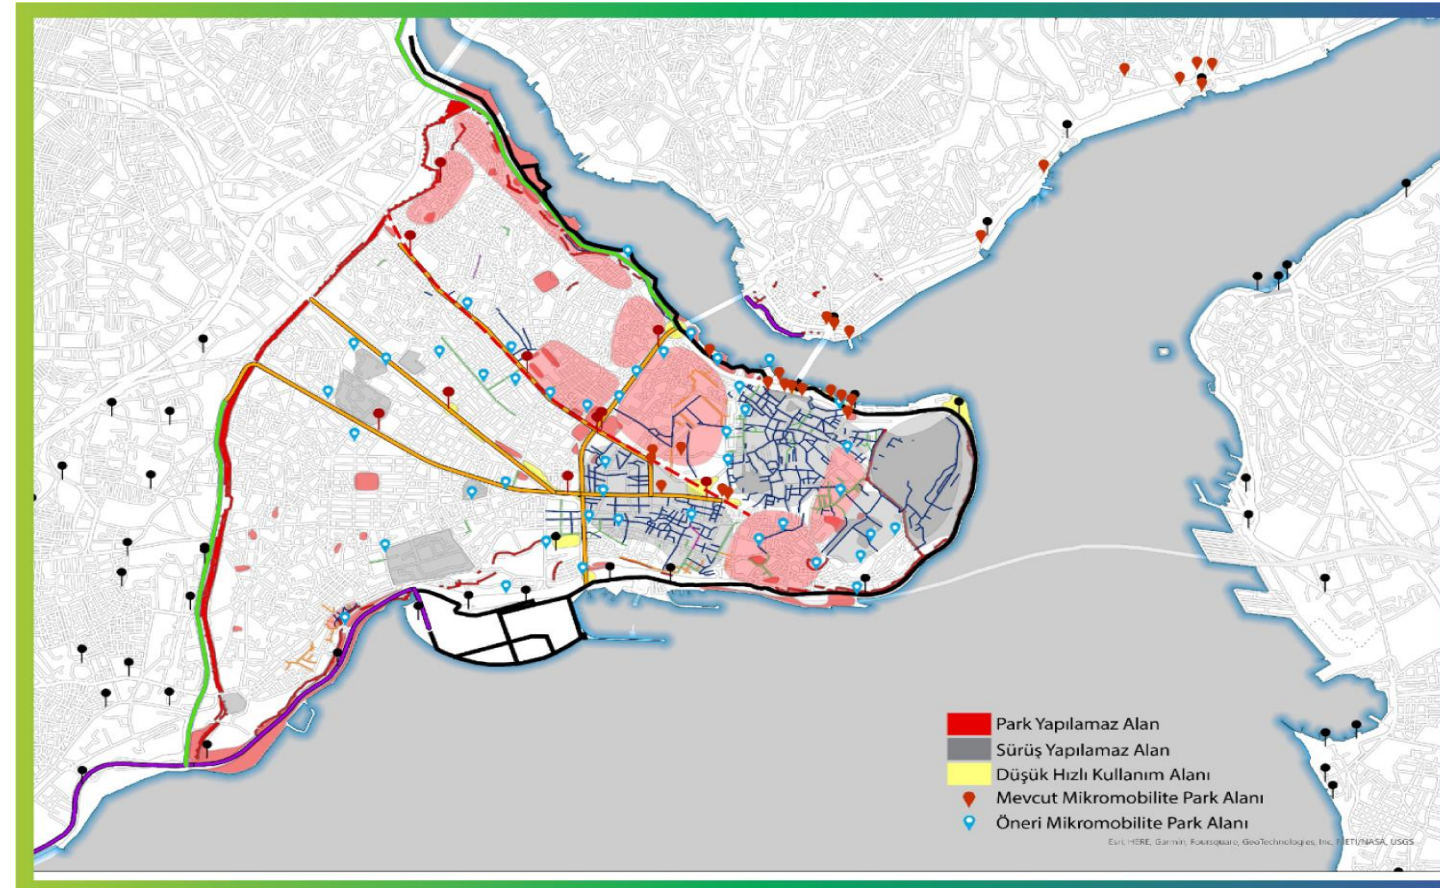 Park Yapılamaz Alan
Sürüş Yapılamaz Alan
Düşük Hızlı Kullanım Alanı
Mevcut Mikromobilite Park Alanı
Öneri Mikromobilite Park Alanı
Esri, HERE, Garmin, Foursquare, GeoTechnologies, Inc, METI/NASA, USGS